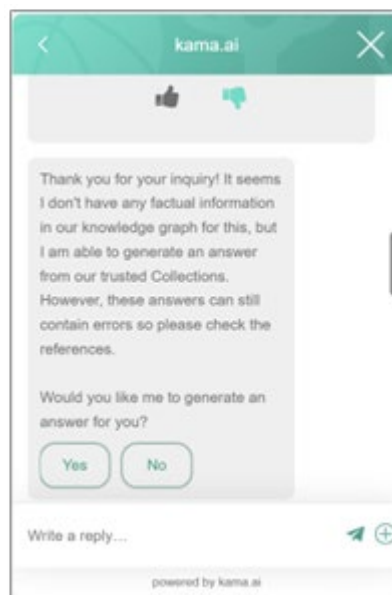 kama.ai
Thank you for your inquiry! It seems
I don't have any factual information
in our knowledge graph for this, but
I am able to generate an answer
from our trusted Collections.
However, these answers can still
contain errors so please check the
references.
Would you like me to generate an
answer for you?
Yes No
Write a reply...
powered by kama.ai